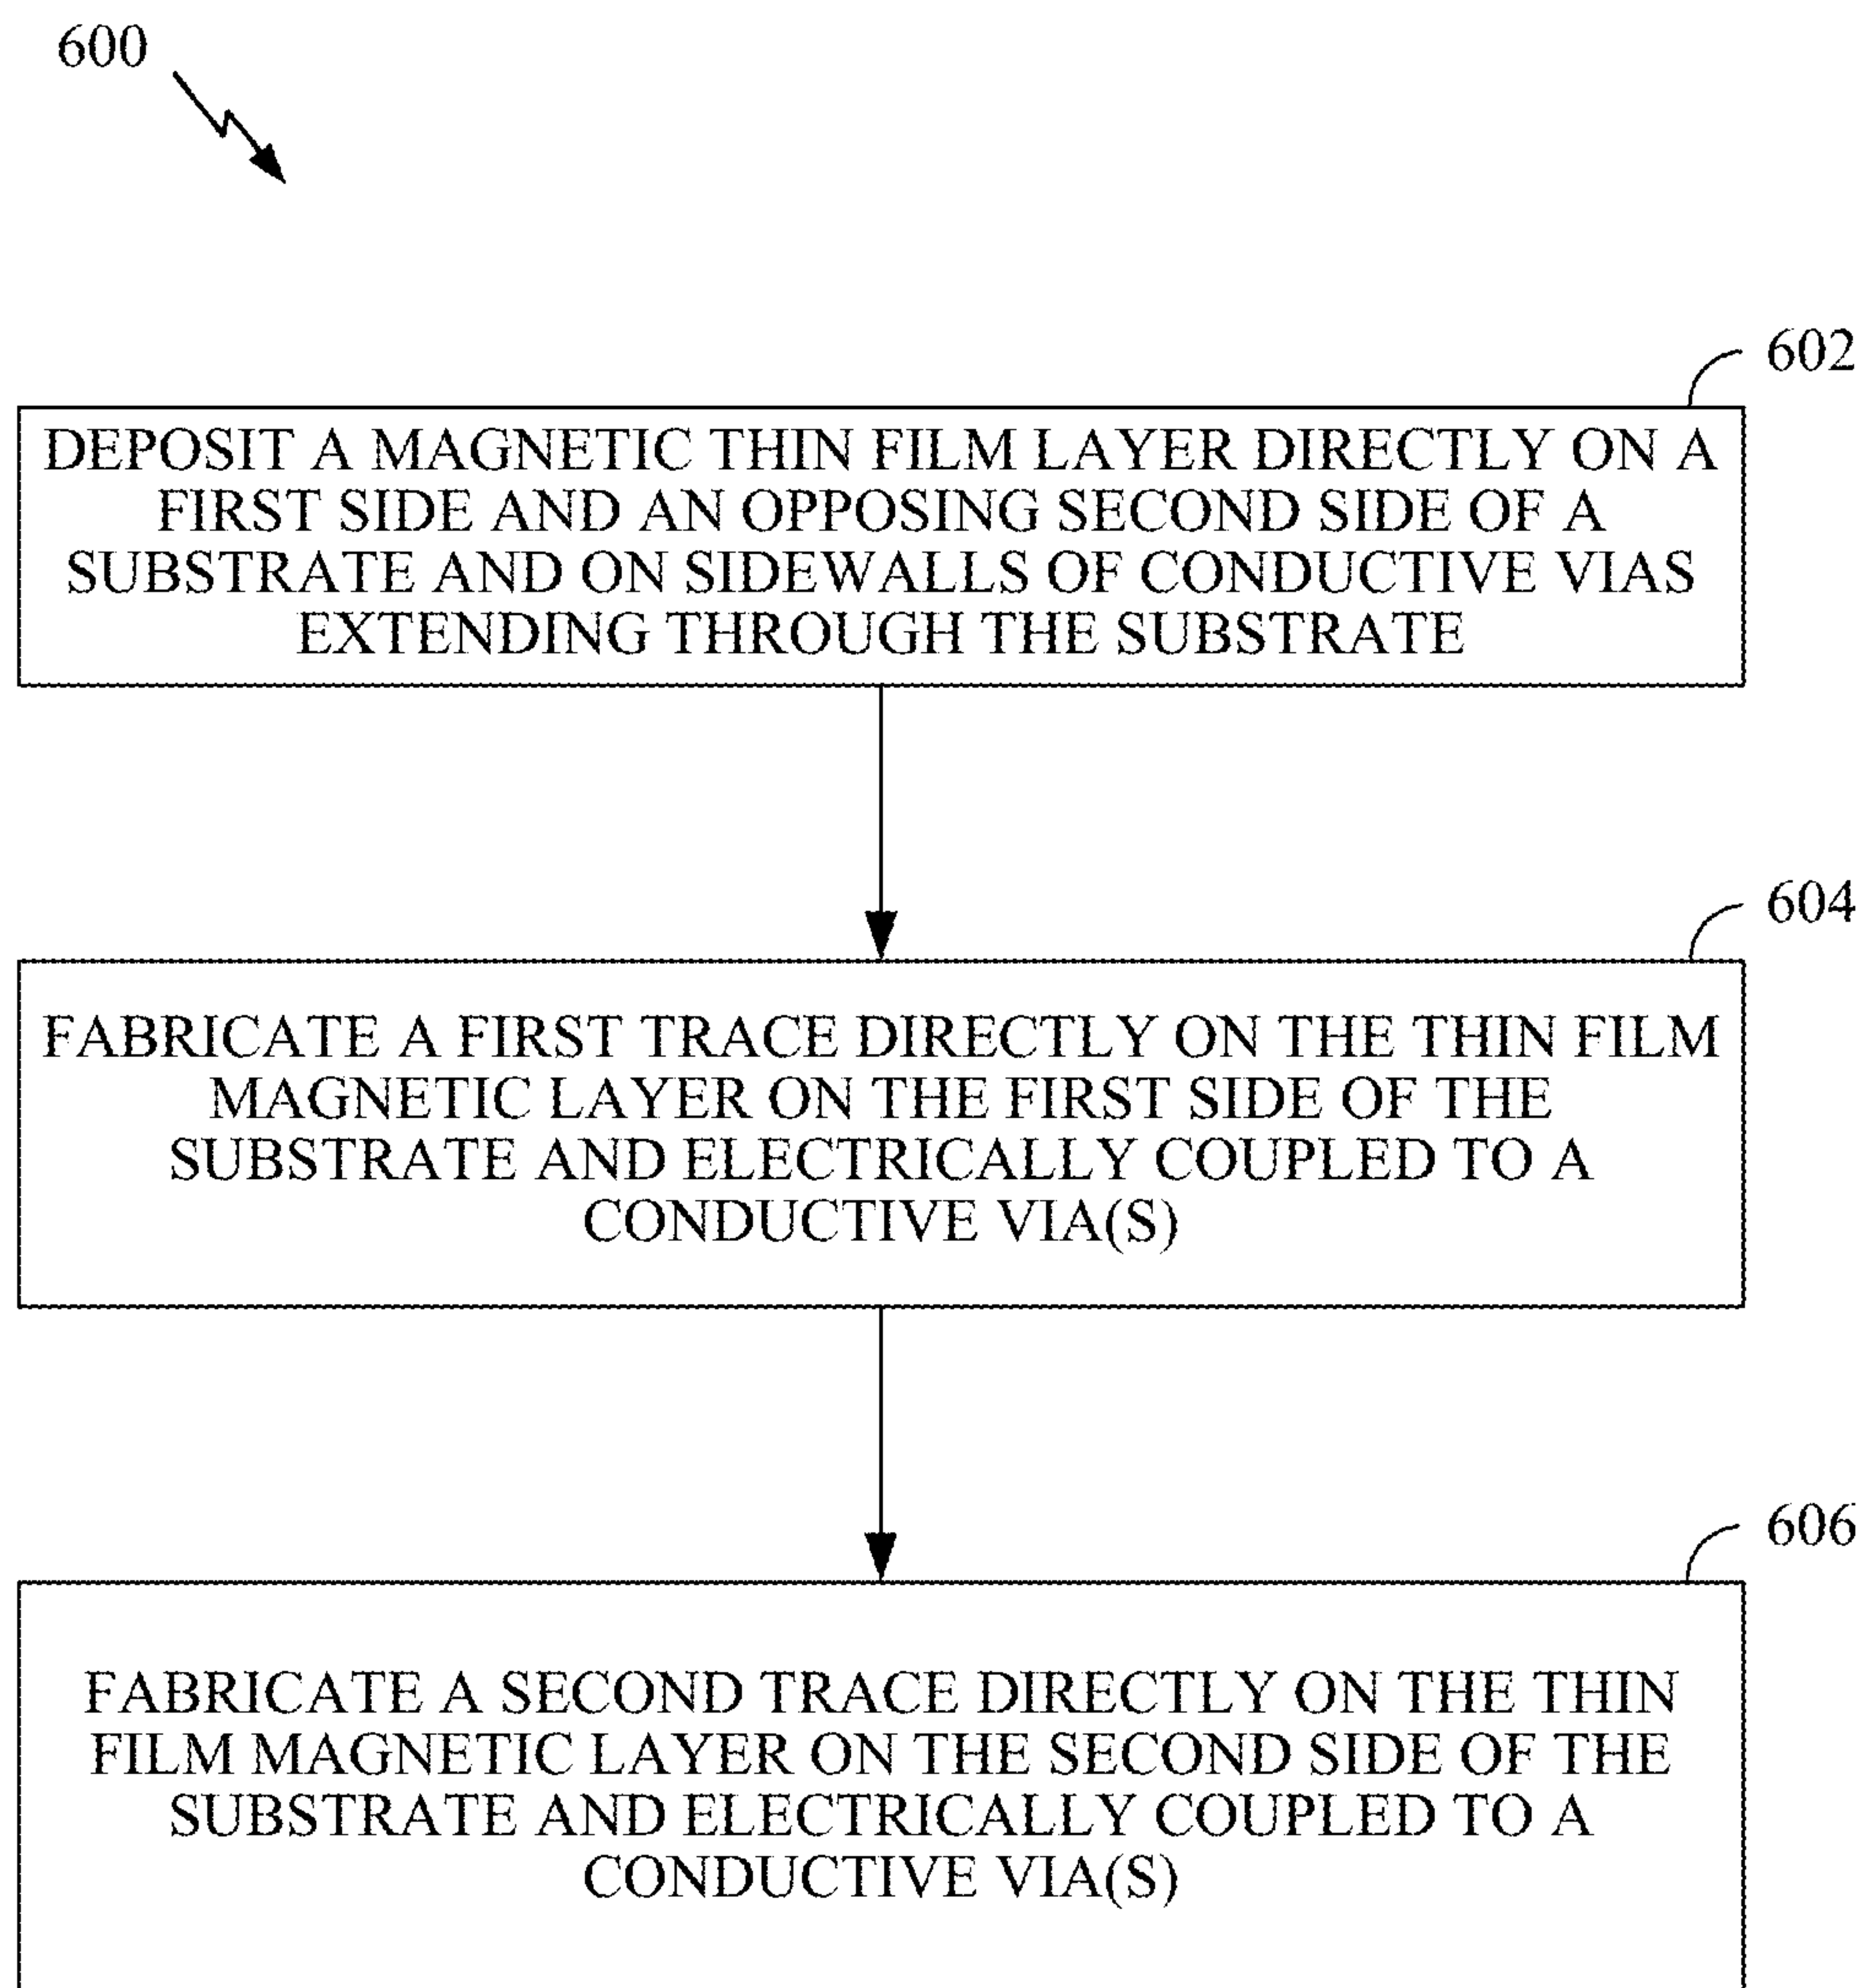 600
602
DEPOSIT A MAGNETIC THIN FILM LAYER DIRECTLY ON A
FIRST SIDE AND AN OPPOSING SECOND SIDE OF A
SUBSTRATE AND ON SIDEWALLS OF CONDUCTIVE VIAS
EXTENDING THROUGH THE SUBSTRATE
604
FABRICATE A FIRST TRACE DIRECTLY ON THE THIN FILM
MAGNETIC LAYER ON THE FIRST SIDE OF THE
SUBSTRATE AND ELECTRICALLY COUPLED TO A
CONDUCTIVE VIA(S)
606
FABRICATE A SECOND TRACE DIRECTLY ON THE THIN
FILM MAGNETIC LAYER ON THE SECOND SIDE OF THE
SUBSTRATE AND ELECTRICALLY COUPLED TO A
CONDUCTIVE VIA(S)